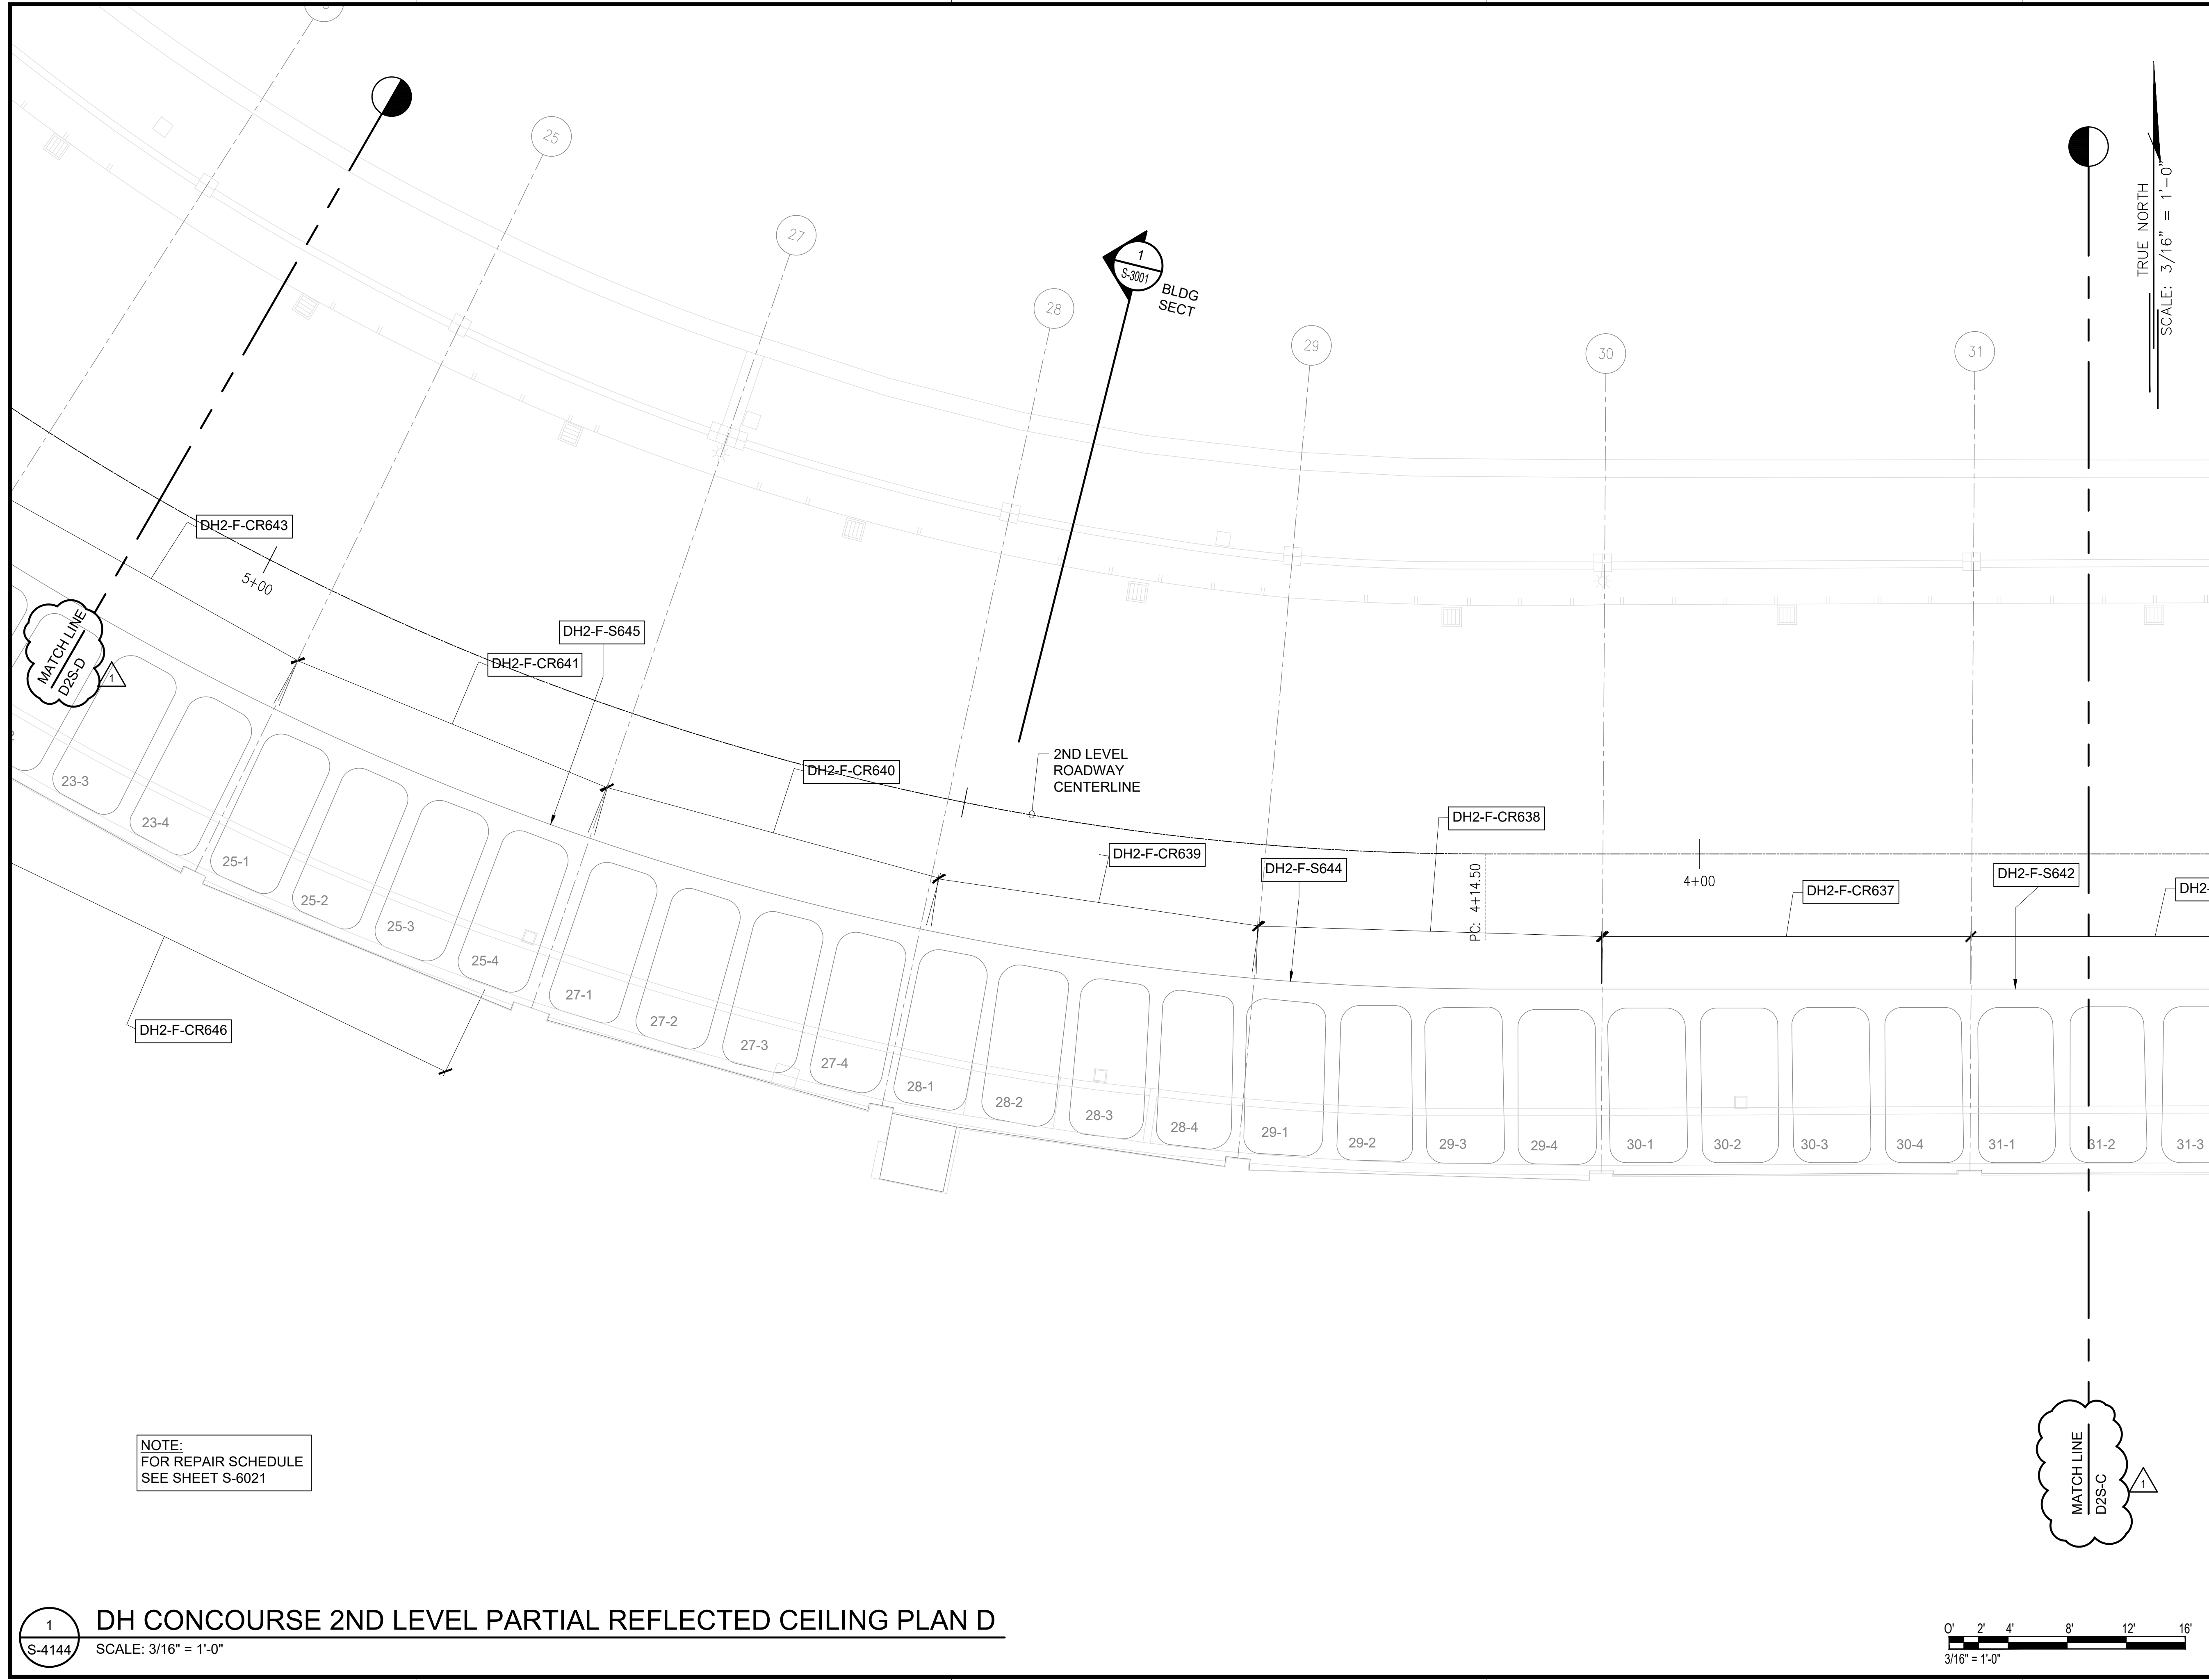 25
27
28
29
30
31
1
S-3001
BLDG
SECT
TRUE NORTH
SCALE: 3/16" = 1'-0"
DH2-F-CR643
5+00
DH2-F-S645
DH2-F-CR641
MATCH LINE
D2S-D
1
DH2-F-CR640
2ND LEVEL
ROADWAY
CENTERLINE
DH2-F-CR639
DH2-F-S644
DH2-F-CR638
PC: 4+14.50
4+00
DH2-F-CR637
DH2-F-S642
DH2-
2
23-3
23-4
25-1
25-2
25-3
25-4
27-1
27-2
27-3
27-4
28-1
28-2
28-3
28-4
29-1
29-2
29-3
29-4
30-1
30-2
30-3
30-4
31-1
31-2
31-3
DH2-F-CR646
NOTE:
FOR REPAIR SCHEDULE
SEE SHEET S-6021
MATCH LINE
D2S-C
1
1
S-4144
DH CONCOURSE 2ND LEVEL PARTIAL REFLECTED CEILING PLAN D
SCALE: 3/16" = 1'-0"
0' 2' 4' 8' 12' 16'
3/16" = 1'-0"